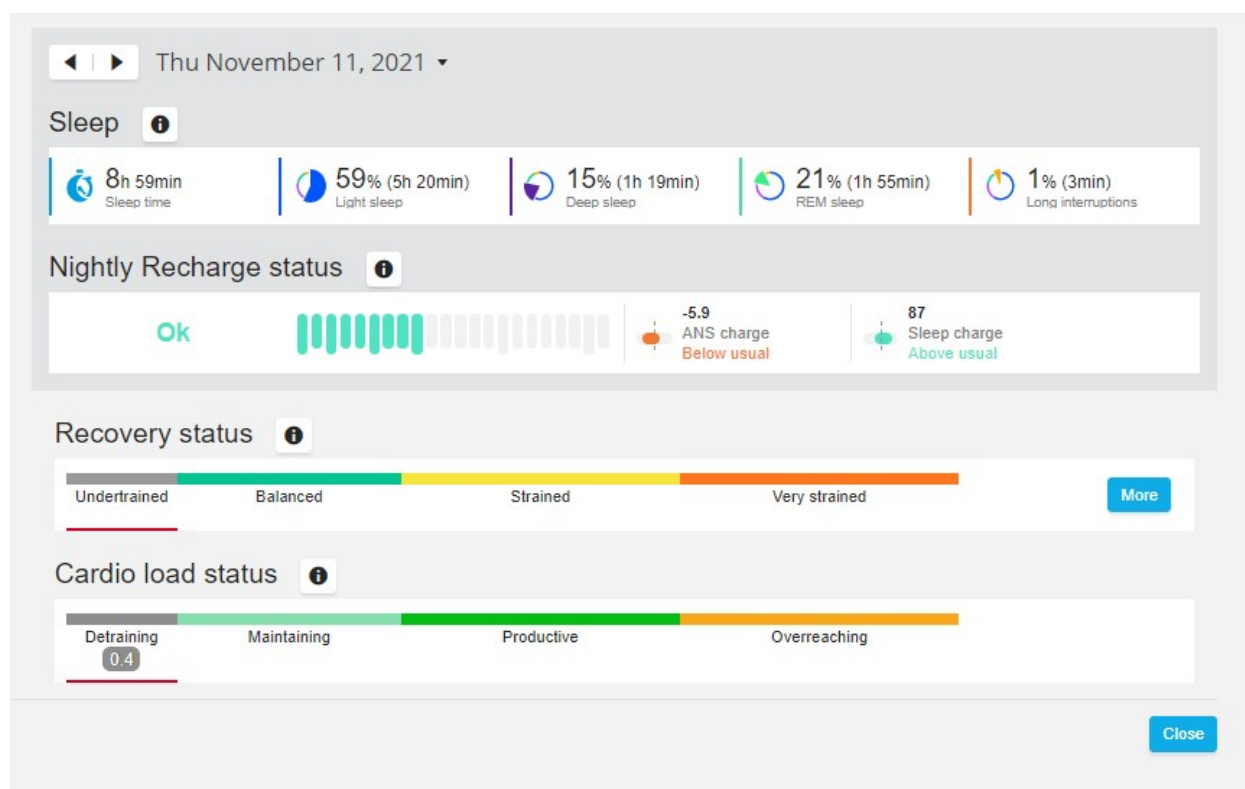 Thu November 11, 2021
Sleep
8h 59min
Sleep time
59% (5h 20min)
Light sleep
15% (1h 19min)
Deep sleep
21% (1h 55min)
REM sleep
1% (3min)
Long interruptions
Nightly Recharge status
Ok
-5.9
ANS charge
Below usual
87
Sleep charge
Above usual
Recovery status
Undertrained Balanced Strained Very strained
More
Cardio load status
Detraining Maintaining Productive Overreaching
0.4
Close